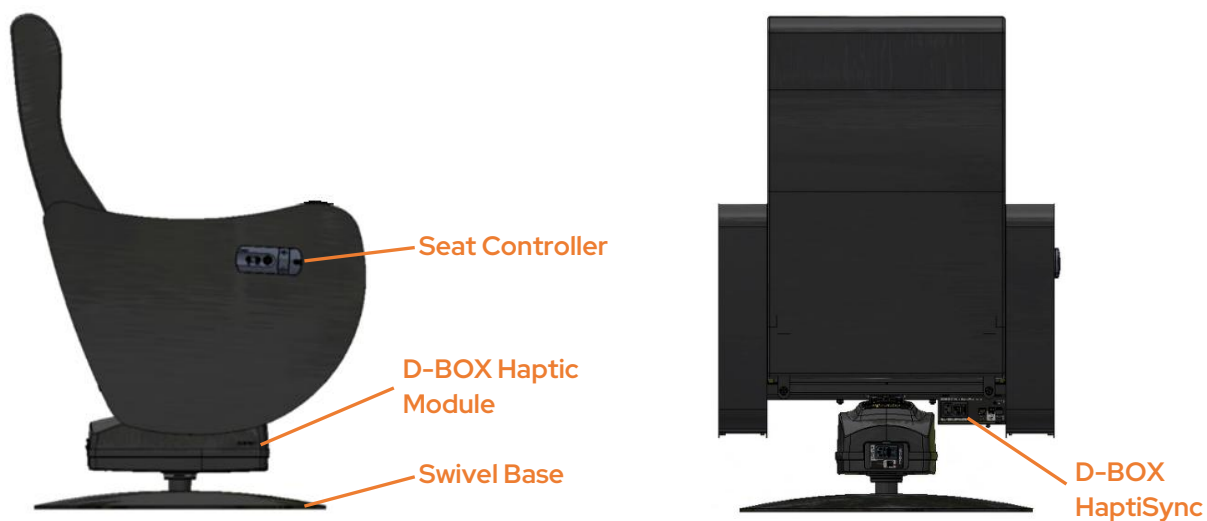 Seat Controller
D-BOX Haptic
Module
Swivel Base
D-BOX
HaptiSync